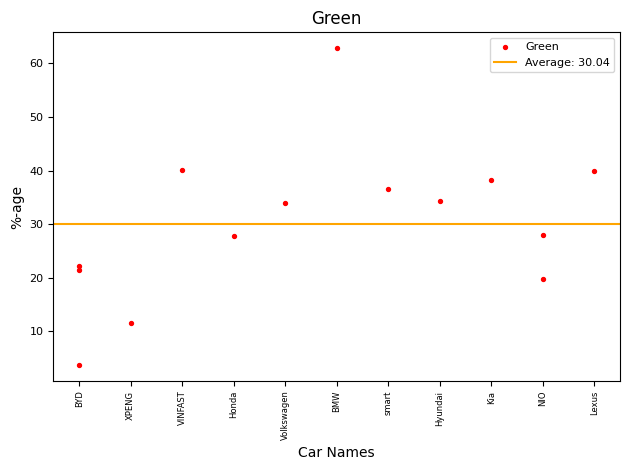 Green
Green
Average: 30.04
%-age
60
50
40
30
20
10
BYD
XPENG
VINFAST
Honda
Volkswagen
BMW
smart
Hyundai
Kia
NIO
Lexus
Car Names